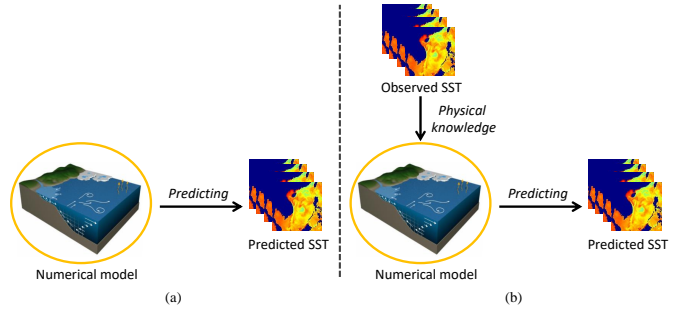 Predicting
Predicted SST
Numerical model
(a)
Observed SST
Physical
knowledge
Predicting
Predicted SST
Numerical model
(b)